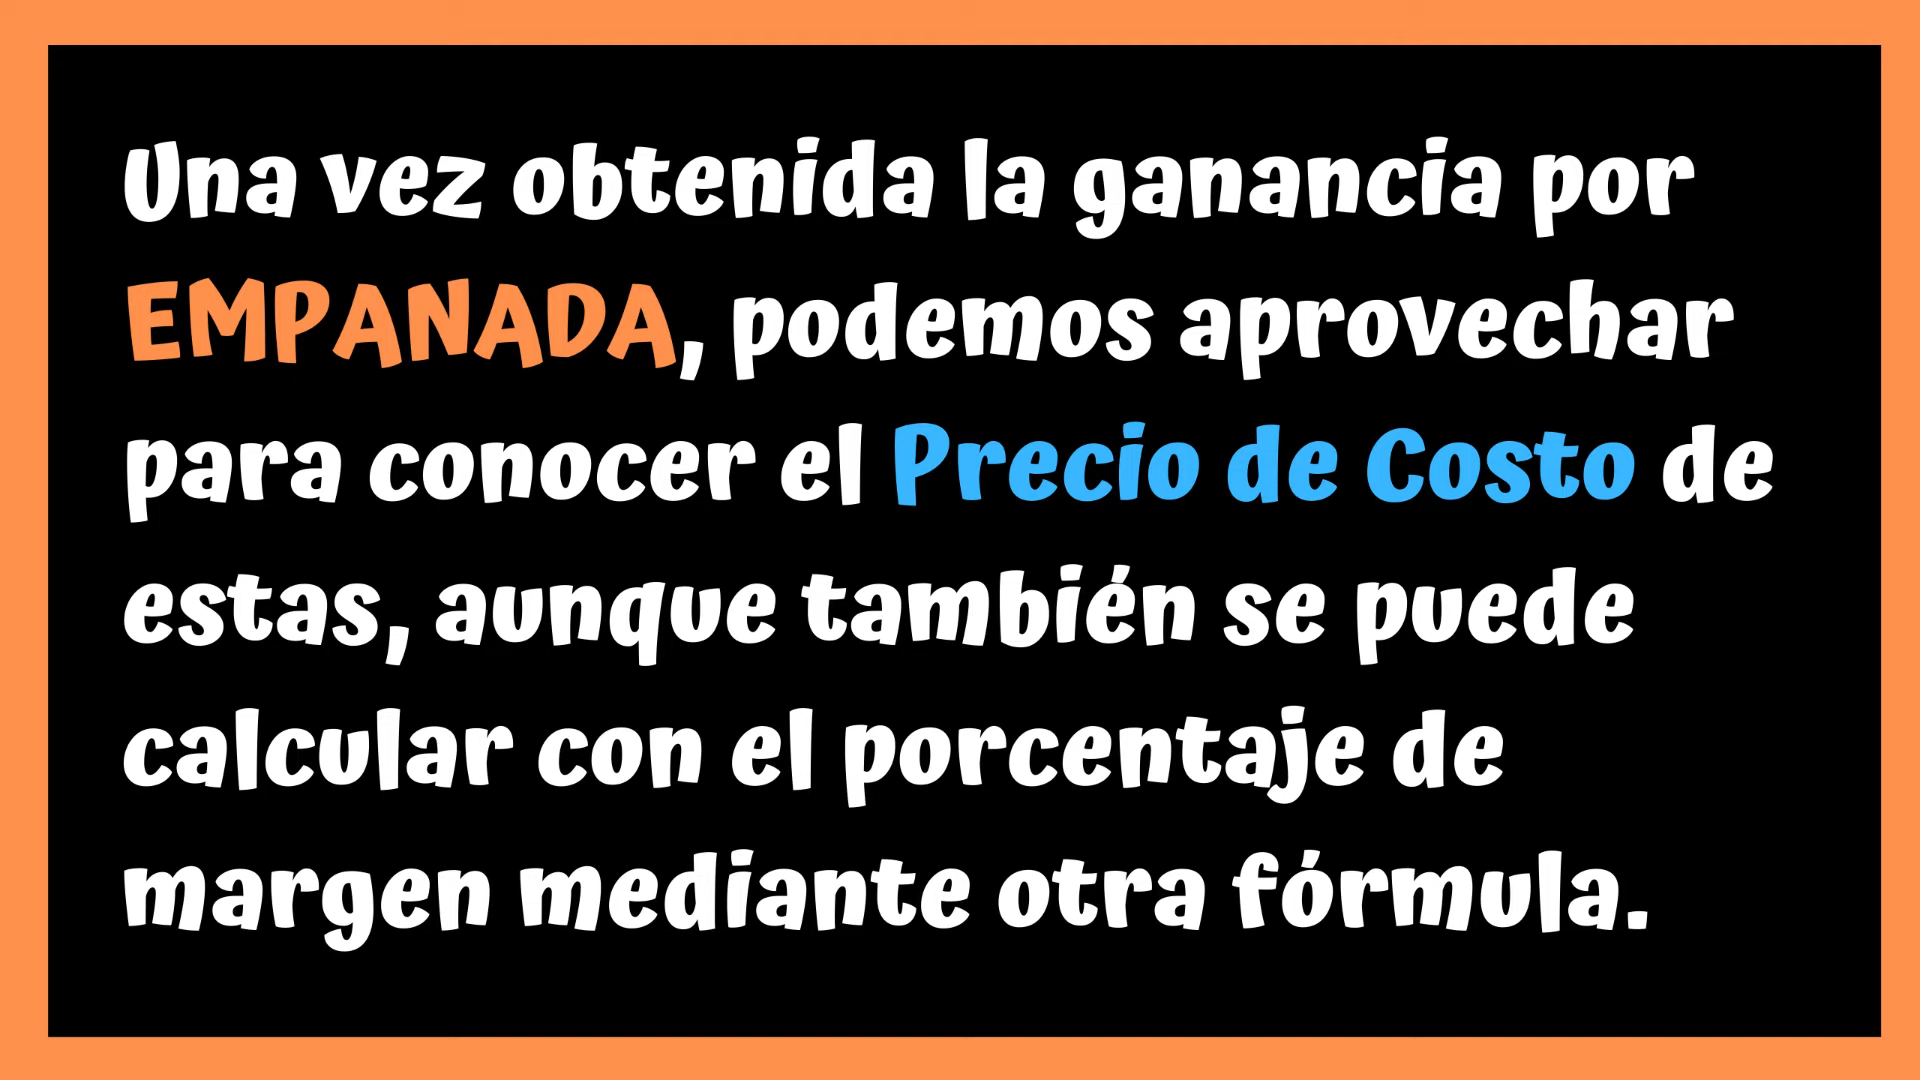 Una vez obtenida la ganancia por
EMPANADA, podemos aprovechar
para conocer el Precio de Costo de
estas, aunque también se puede
calcular con el porcentaje de
margen mediante otra fórmula.